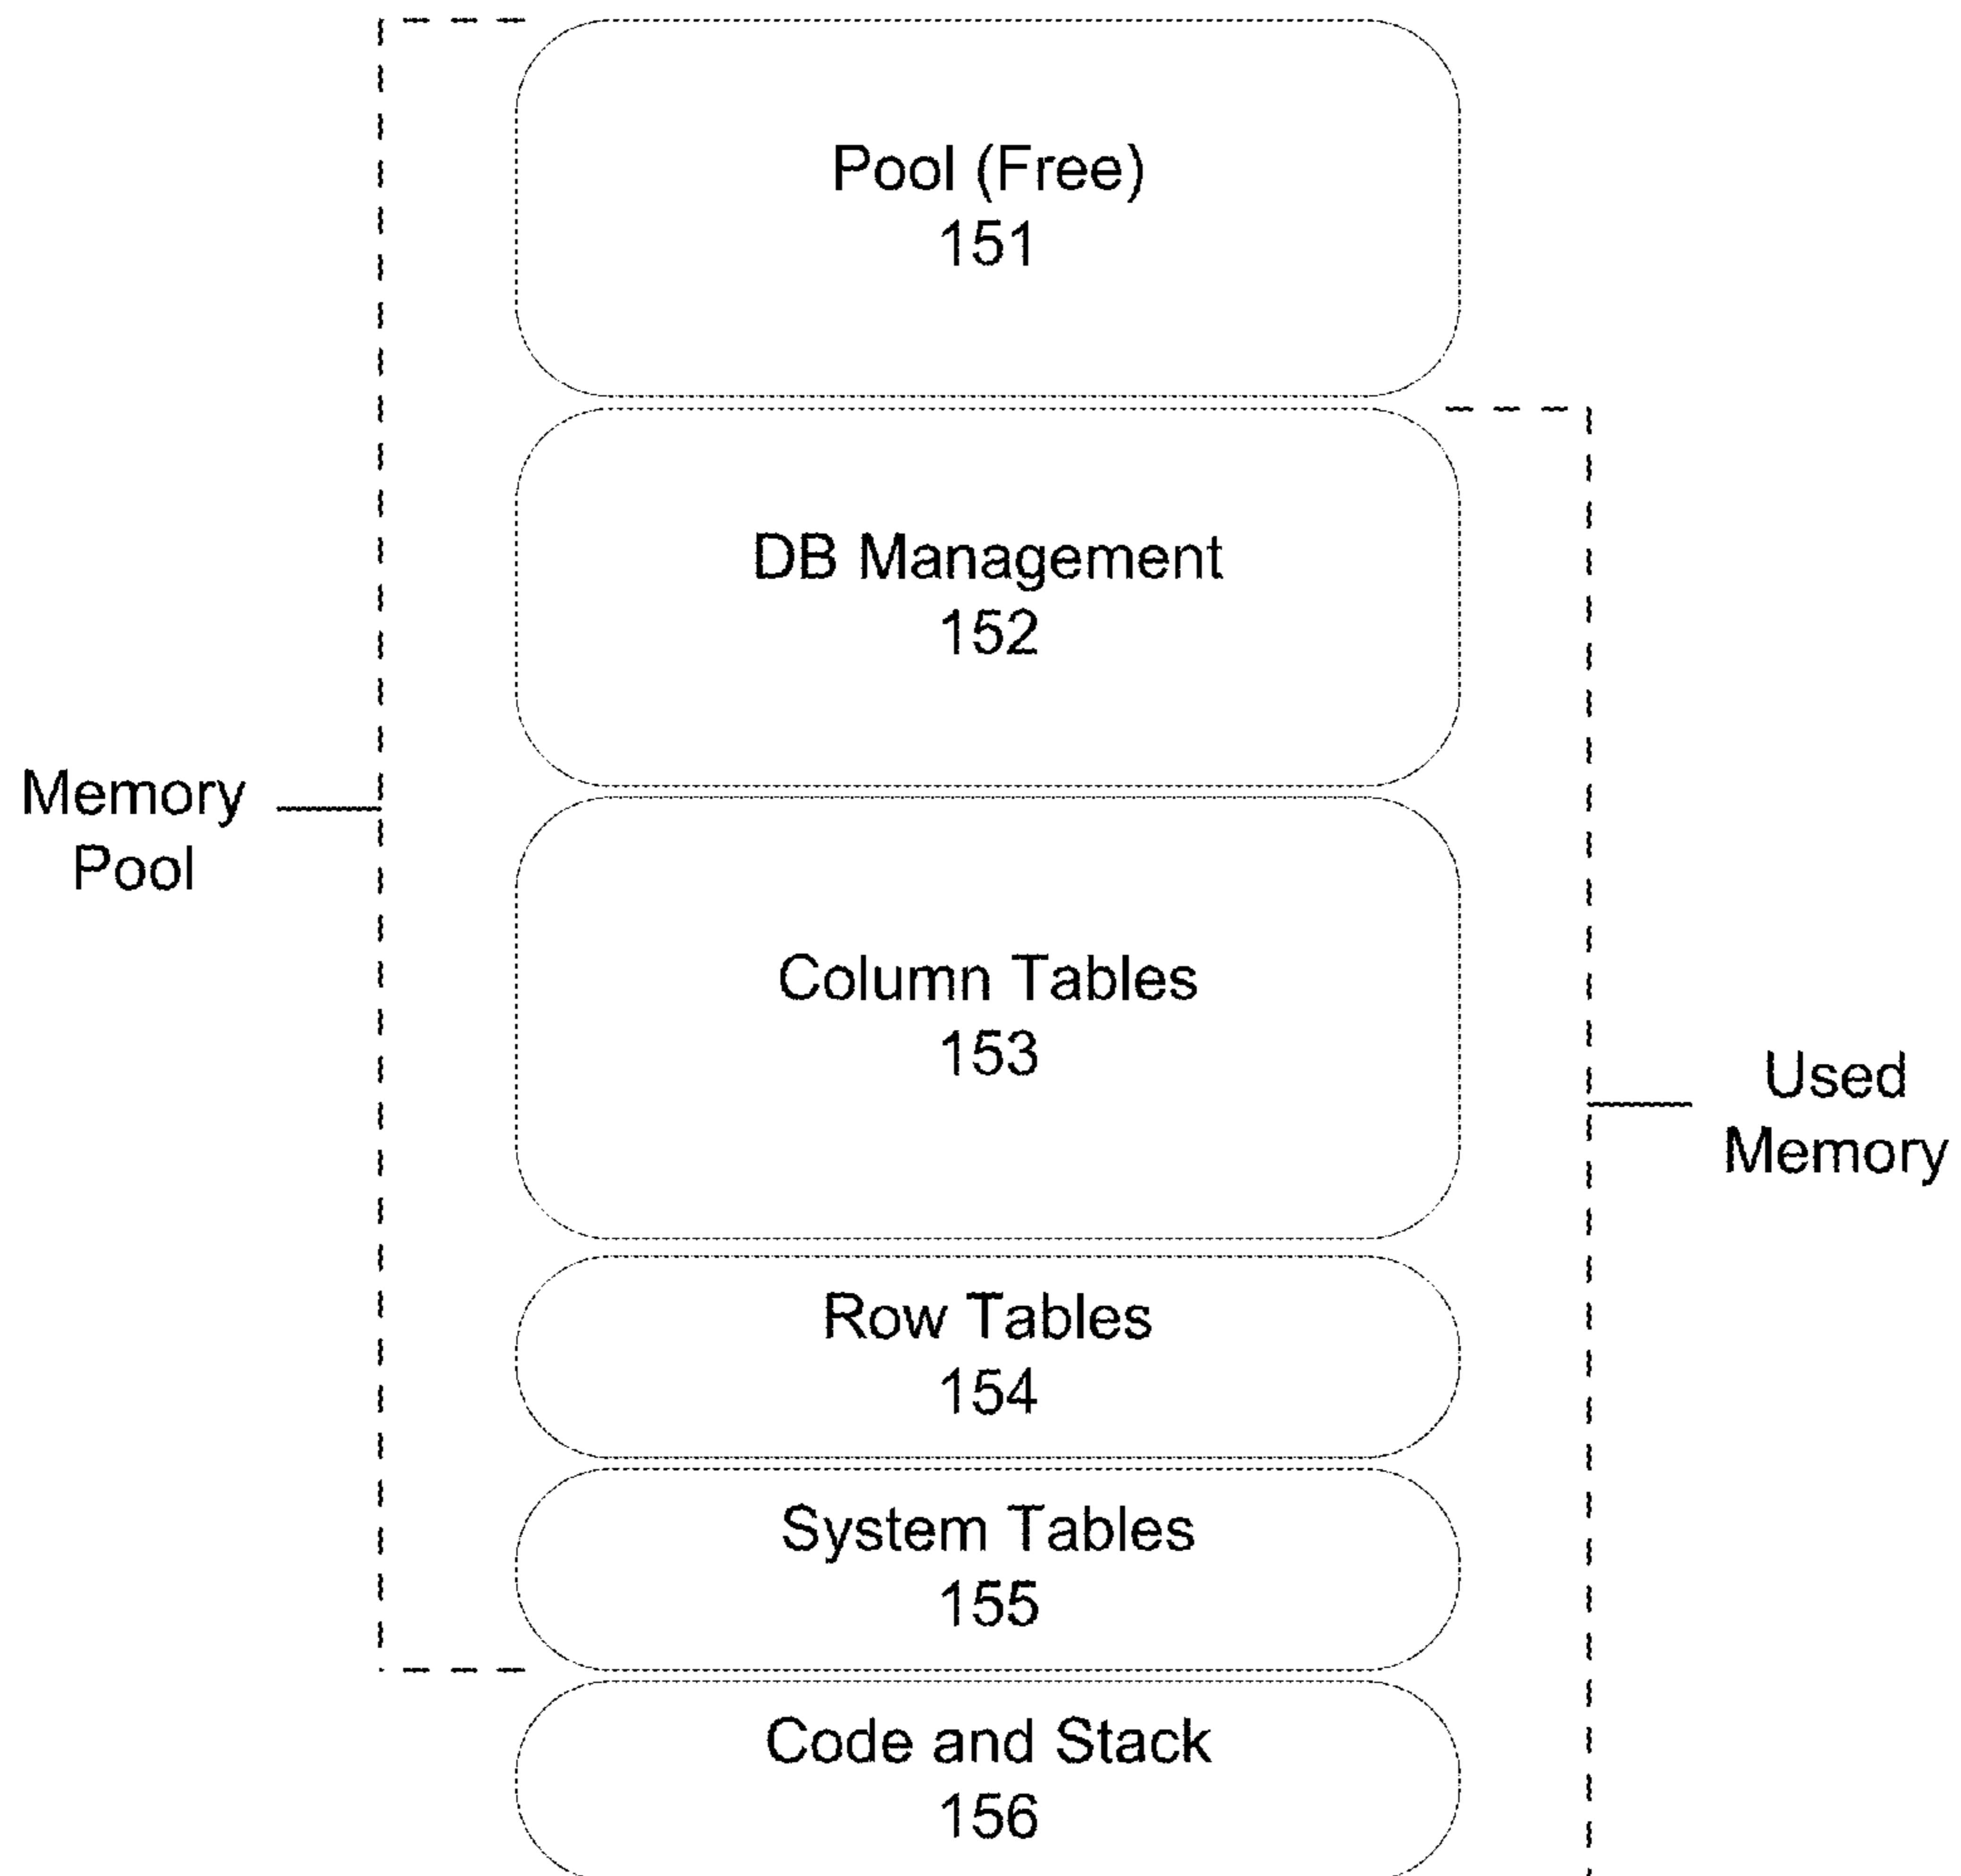 Pool (Free)
151
DB Management
152
Memory
Pool
Column Tables
153
Used
Memory
Row Tables
154
System Tables
155
Code and Stack
156